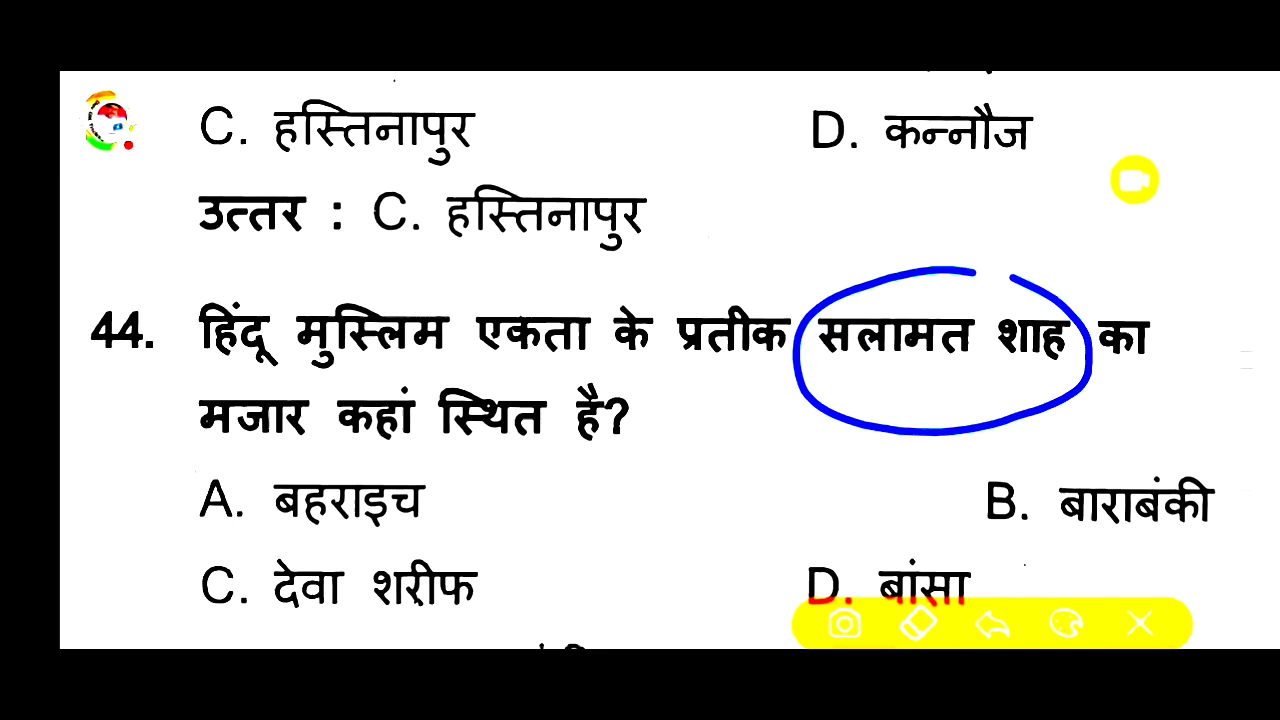 C. हस्तिनापुर D. कन्नौज
उत्तर : C. हस्तिनापुर
44. हिंदू मुस्लिम एकता के प्रतीक सलामत शाह का
मजार कहां स्थित है?
A. बहराइच B. बाराबंकी
C. देवा शरीफ D. बांसा